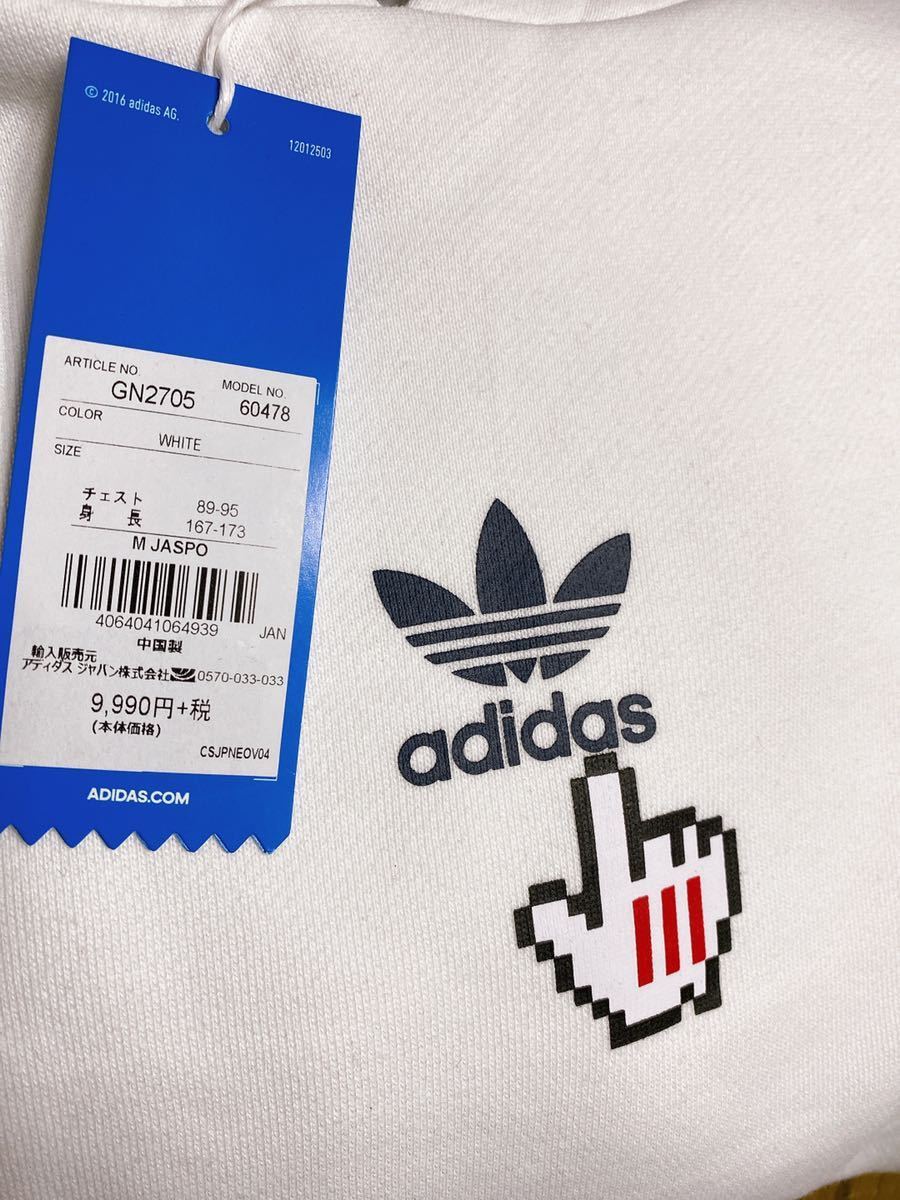 © 2016 adidas AG.
12012503
ARTICLE NO
GN2705
MODEL NO.
60478
COLOR
WHITE
SIZE
チェスト 89-95
身 長 167-173
M JASPO
4064041064939 JAN
中国製
輸入販売元
アディダス ジャパン株式会社 0570-033-033
9,990円+税
(本体価格)
CSJPNEOV04
ADIDAS.COM
adidas